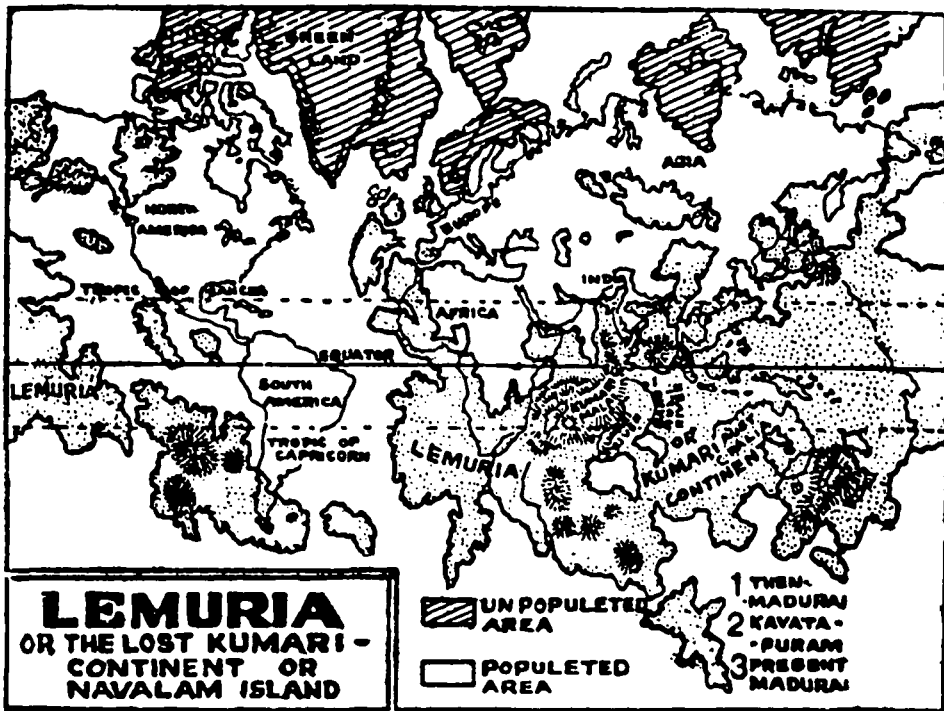 GREEN
LAND
ASIA
NORTH
AMERICA
EUROPE
INDIA
TROPIC OF CANCER
AFRICA
EQUATOR
LEMURIA
SOUTH
AMERICA
TROPIC OF
CAPRICORN
LEMURIA
OR
KUMARI
CONTINENT
LEMURIA
OR THE LOST KUMARI-
CONTINENT OR
NAVALAM ISLAND
UNPOPULETED
AREA
POPULETED
AREA
1 THEN-
MADURAI
2 KAVATA-
PURAM
3 PRESENT
MADURAI